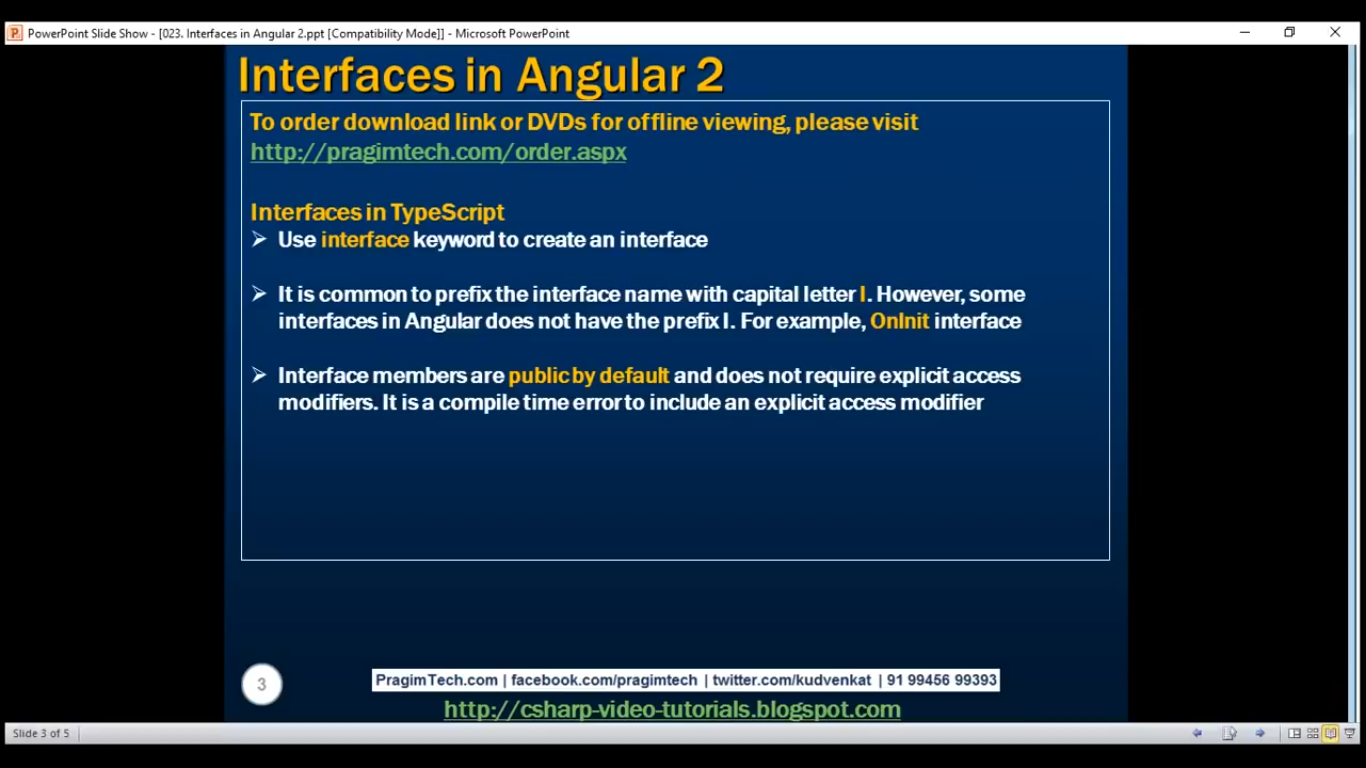 PowerPoint Slide Show - [023. Interfaces in Angular 2.ppt [Compatibility Mode]] - Microsoft PowerPoint
Interfaces in Angular 2
To order download link or DVDs for offline viewing, please visit
http://pragimtech.com/order.aspx
Interfaces in TypeScript
Use interface keyword to create an interface
It is common to prefix the interface name with capital letter I. However, some
interfaces in Angular does not have the prefix I. For example, OnInit interface
Interface members are public by default and does not require explicit access
modifiers. It is a compile time error to include an explicit access modifier
3
PragimTech.com | facebook.com/pragimtech | twitter.com/kudvenkat | 91 99456 99393
http://csharp-video-tutorials.blogspot.com
Slide 3 of 5